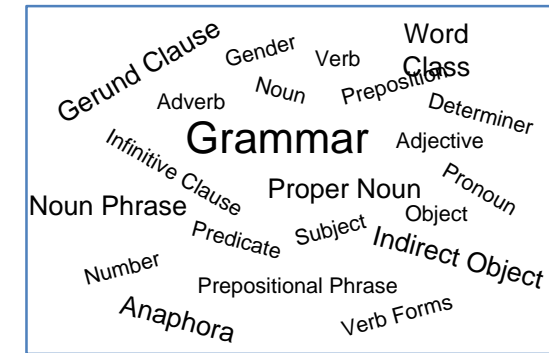 Gerund Clause
Gender
Verb
Word
Class
Adverb
Noun
Preposition
Determiner
Grammar
Adjective
Infinitive Clause
Proper Noun
Pronoun
Noun Phrase
Object
Predicate
Subject
Indirect Object
Number
Prepositional Phrase
Anaphora
Verb Forms